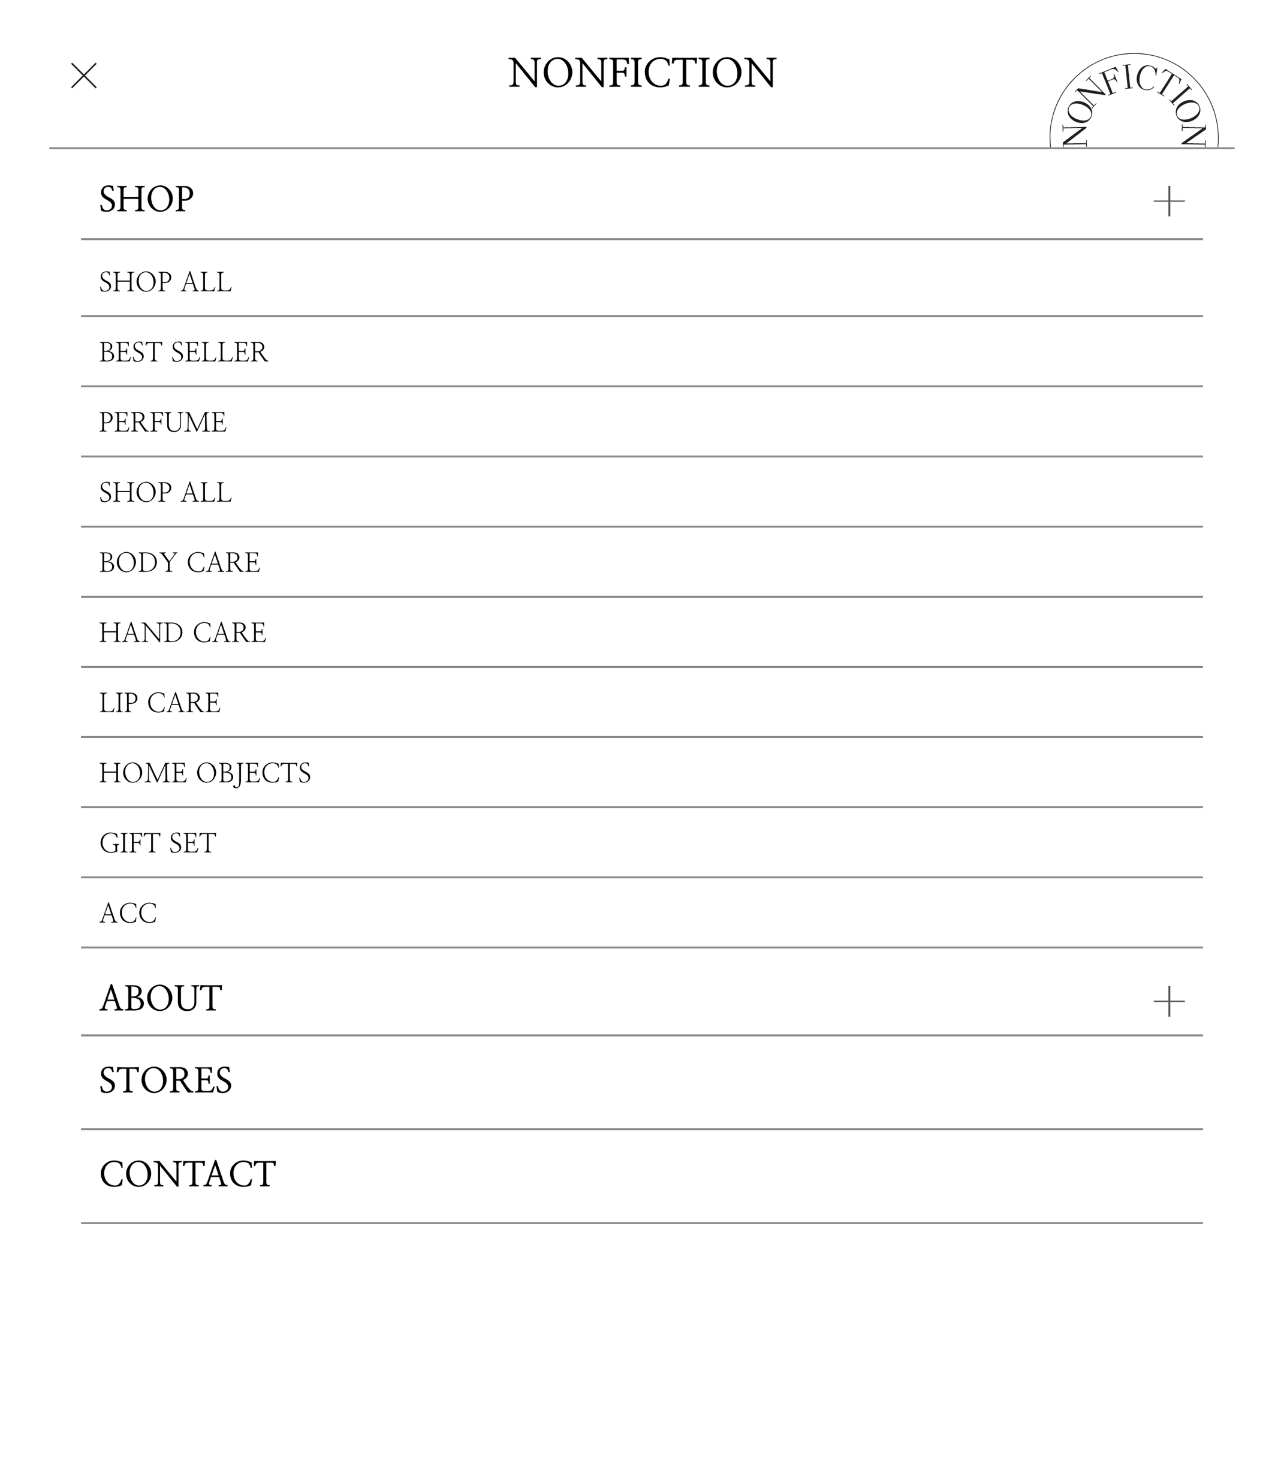 NONFICTION
NONFICTION
SHOP
SHOP ALL
BEST SELLER
PERFUME
SHOP ALL
BODY CARE
HAND CARE
LIP CARE
HOME OBJECTS
GIFT SET
ACC
ABOUT
STORES
CONTACT